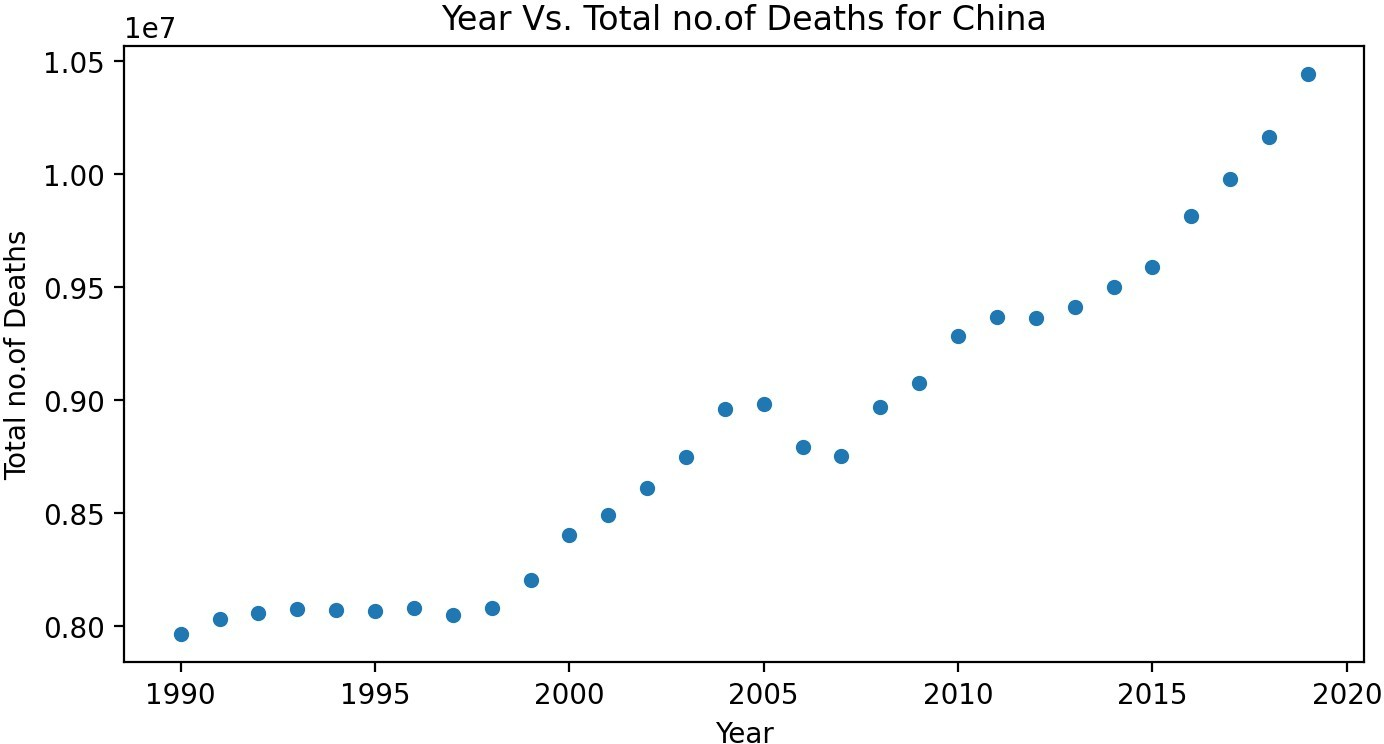 Year Vs. Total no.of Deaths for China
1e7
1.05
1.00
0.95
0.90
0.85
0.80
Total no.of Deaths
1990 1995 2000 2005 2010 2015 2020
Year